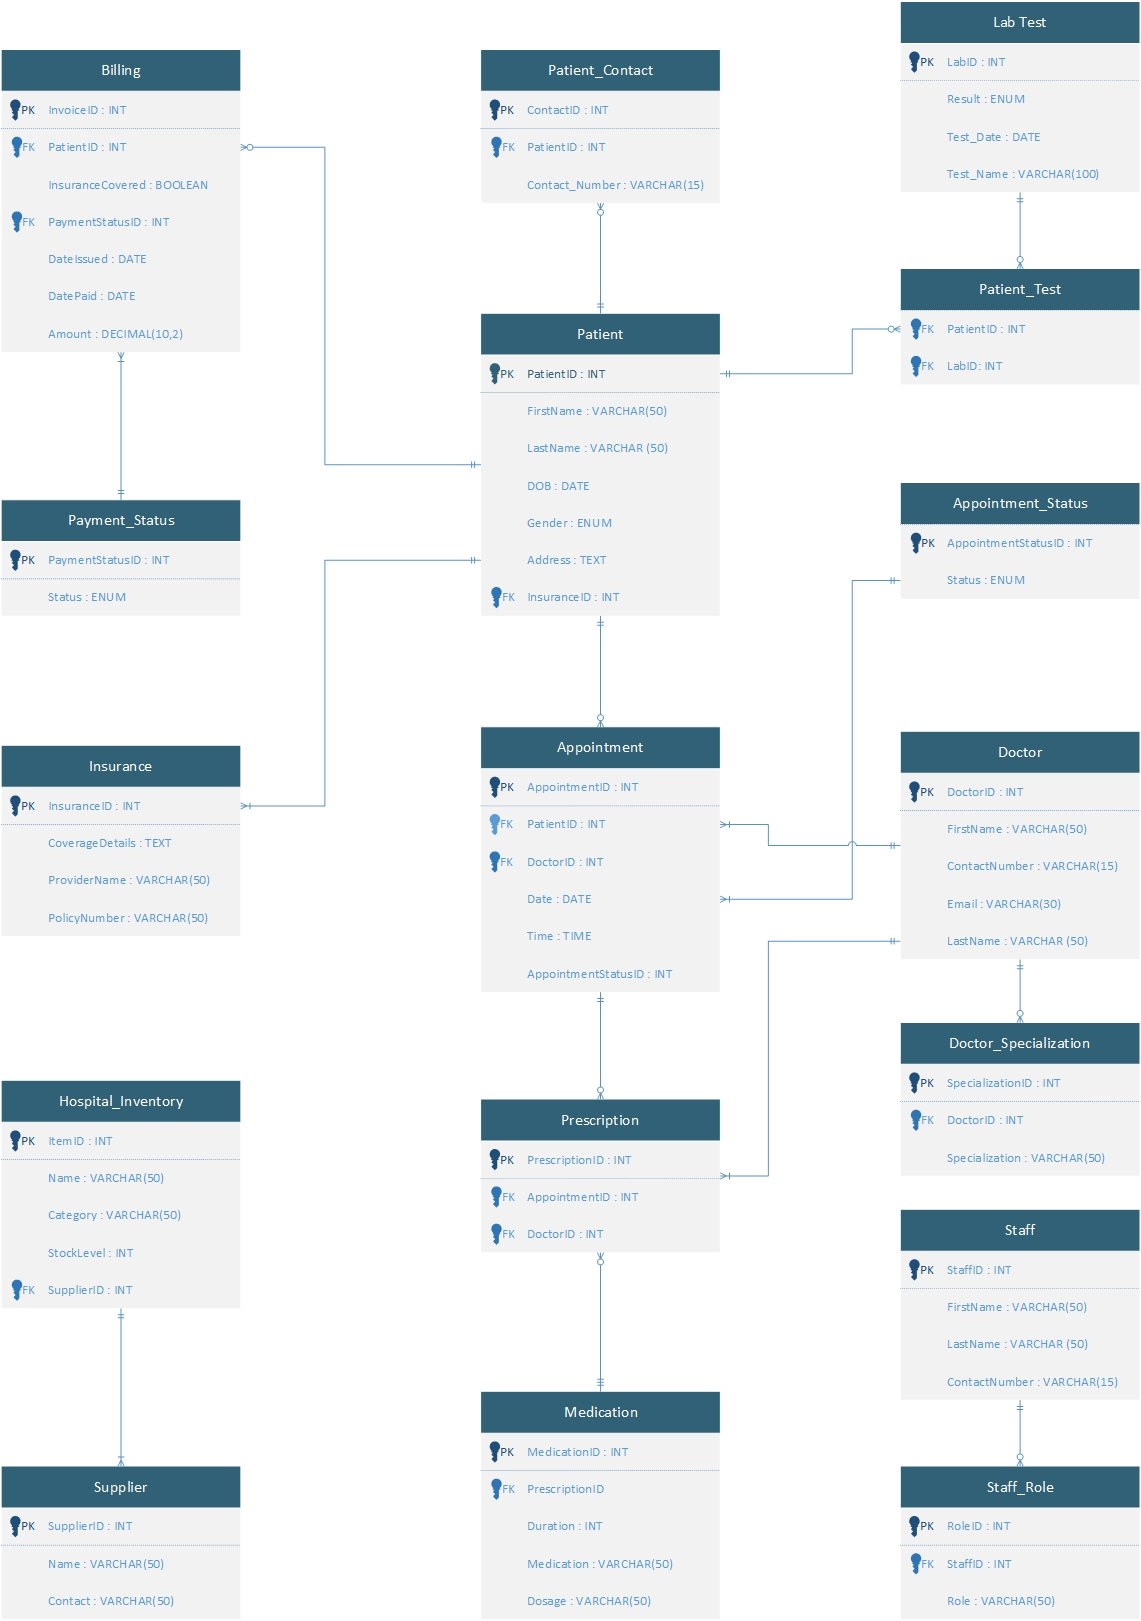 Billing
PK InvoiceID : INT
FK PatientID : INT
InsuranceCovered : BOOLEAN
FK PaymentStatusID : INT
DateIssued : DATE
DatePaid : DATE
Amount : DECIMAL(10,2)
Payment_Status
PK PaymentStatusID : INT
Status : ENUM
Insurance
PK InsuranceID : INT
CoverageDetails : TEXT
ProviderName : VARCHAR(50)
PolicyNumber : VARCHAR(50)
Hospital_Inventory
PK ItemID : INT
Name : VARCHAR(50)
Category : VARCHAR(50)
StockLevel : INT
FK SupplierID : INT
Supplier
PK SupplierID : INT
Name : VARCHAR(50)
Contact : VARCHAR(50)
Patient_Contact
PK ContactID : INT
FK PatientID : INT
Contact_Number : VARCHAR(15)
Patient
PK PatientID : INT
FirstName : VARCHAR(50)
LastName : VARCHAR (50)
DOB : DATE
Gender : ENUM
Address : TEXT
FK InsuranceID : INT
Appointment
PK AppointmentID : INT
FK PatientID : INT
FK DoctorID : INT
Date : DATE
Time : TIME
AppointmentStatusID : INT
Prescription
PK PrescriptionID : INT
FK AppointmentID : INT
FK DoctorID : INT
Medication
PK MedicationID : INT
FK PrescriptionID
Duration : INT
Medication : VARCHAR(50)
Dosage : VARCHAR(50)
Lab Test
PK LabID : INT
Result : ENUM
Test_Date : DATE
Test_Name : VARCHAR(100)
Patient_Test
FK PatientID : INT
FK LabID: INT
Appointment_Status
PK AppointmentStatusID : INT
Status : ENUM
Doctor
PK DoctorID : INT
FirstName : VARCHAR(50)
ContactNumber : VARCHAR(15)
Email : VARCHAR(30)
LastName : VARCHAR (50)
Doctor_Specialization
PK SpecializationID : INT
FK DoctorID : INT
Specialization : VARCHAR(50)
Staff
PK StaffID : INT
FirstName : VARCHAR(50)
LastName : VARCHAR (50)
ContactNumber : VARCHAR(15)
Staff_Role
PK RoleID : INT
FK StaffID : INT
Role : VARCHAR(50)